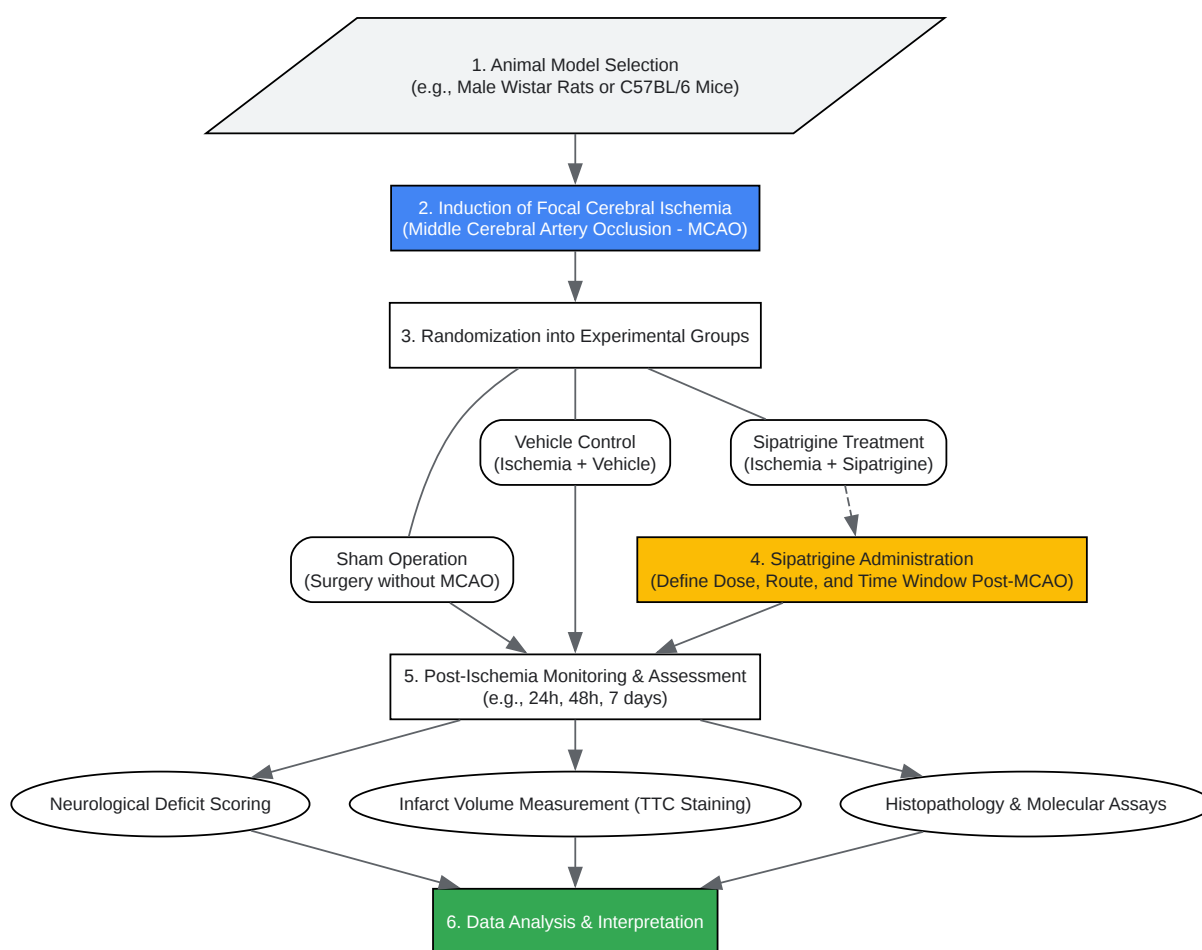 1. Animal Model Selection
(e.g., Male Wistar Rats or C57BL/6 Mice)
2. Induction of Focal Cerebral Ischemia
(Middle Cerebral Artery Occlusion - MCAO)
3. Randomization into Experimental Groups
Vehicle Control
(Ischemia + Vehicle)
Sipatrigine Treatment
(Ischemia + Sipatrigine)
Sham Operation
(Surgery without MCAO)
4. Sipatrigine Administration
(Define Dose, Route, and Time Window Post-MCAO)
5. Post-Ischemia Monitoring & Assessment
(e.g., 24h, 48h, 7 days)
Neurological Deficit Scoring
Infarct Volume Measurement (TTC Staining)
Histopathology & Molecular Assays
6. Data Analysis & Interpretation